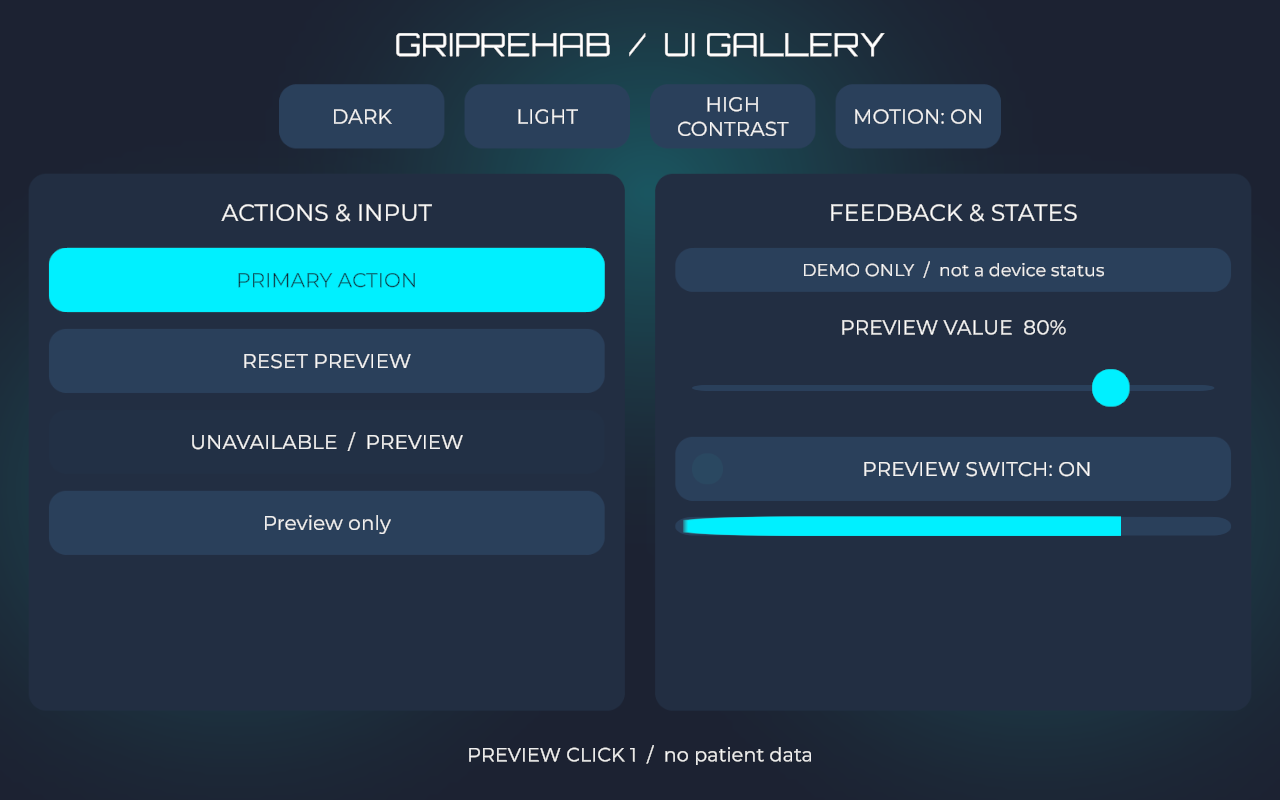 GRIPREHAB / UI GALLERY
DARK
LIGHT
HIGH
CONTRAST
MOTION: ON
ACTIONS & INPUT
PRIMARY ACTION
RESET PREVIEW
UNAVAILABLE / PREVIEW
Preview only
FEEDBACK & STATES
DEMO ONLY / not a device status
PREVIEW VALUE 80%
PREVIEW SWITCH: ON
PREVIEW CLICK 1 / no patient data